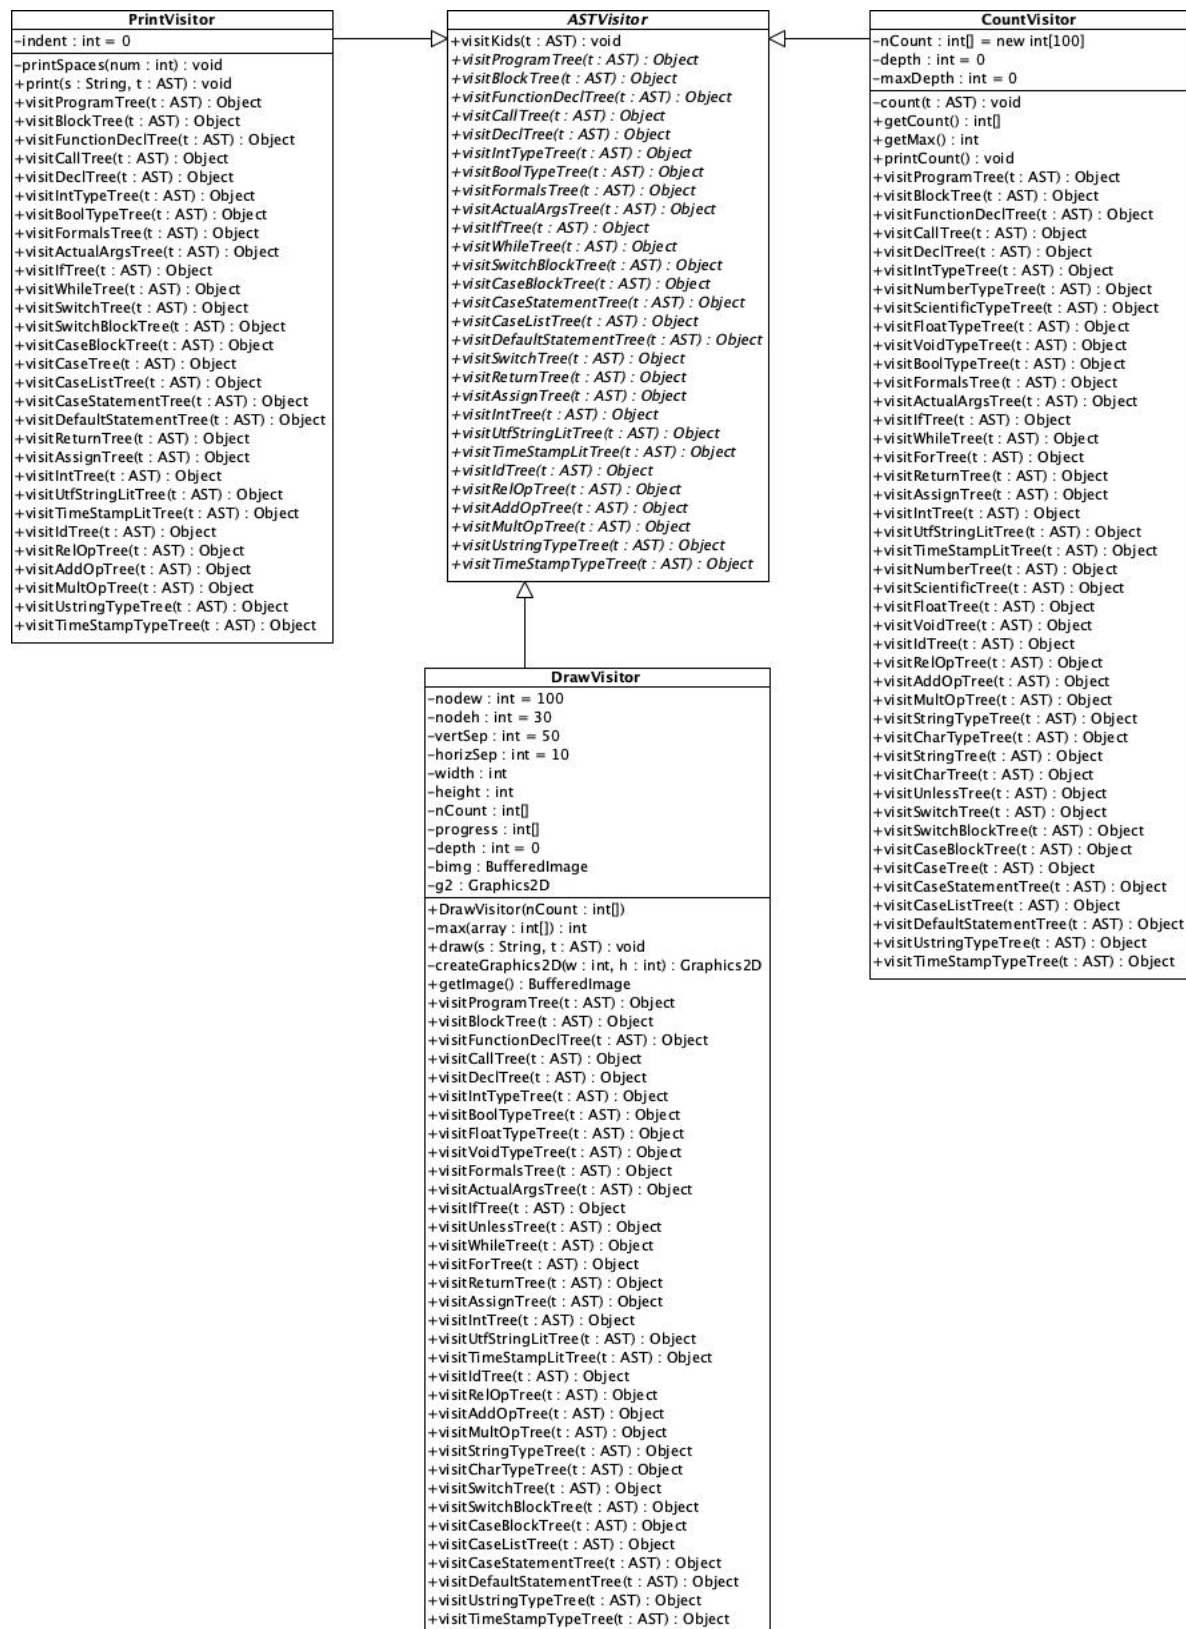 PrintVisitor
-indent : int = 0
-printSpaces(num : int) : void
+print(s : String, t : AST) : void
+visitProgramTree(t : AST) : Object
+visitBlockTree(t : AST) : Object
+visitFunctionDeclTree(t : AST) : Object
+visitCallTree(t : AST) : Object
+visitDeclTree(t : AST) : Object
+visitIntTypeTree(t : AST) : Object
+visitBoolTypeTree(t : AST) : Object
+visitFormalsTree(t : AST) : Object
+visitActualArgsTree(t : AST) : Object
+visitIfTree(t : AST) : Object
+visitWhileTree(t : AST) : Object
+visitSwitchTree(t : AST) : Object
+visitSwitchBlockTree(t : AST) : Object
+visitCaseBlockTree(t : AST) : Object
+visitCaseTree(t : AST) : Object
+visitCaseListTree(t : AST) : Object
+visitCaseStatementTree(t : AST) : Object
+visitDefaultStatementTree(t : AST) : Object
+visitReturnTree(t : AST) : Object
+visitAssignTree(t : AST) : Object
+visitIntTree(t : AST) : Object
+visitUtfStringLitTree(t : AST) : Object
+visitTimeStampLitTree(t : AST) : Object
+visitIdTree(t : AST) : Object
+visitRelOpTree(t : AST) : Object
+visitAddOpTree(t : AST) : Object
+visitMultOpTree(t : AST) : Object
+visitUstringTypeTree(t : AST) : Object
+visitTimeStampTypeTree(t : AST) : Object
ASTVisitor
+visitKids(t : AST) : void
+visitProgramTree(t : AST) : Object
+visitBlockTree(t : AST) : Object
+visitFunctionDeclTree(t : AST) : Object
+visitCallTree(t : AST) : Object
+visitDeclTree(t : AST) : Object
+visitIntTypeTree(t : AST) : Object
+visitBoolTypeTree(t : AST) : Object
+visitFormalsTree(t : AST) : Object
+visitActualArgsTree(t : AST) : Object
+visitIfTree(t : AST) : Object
+visitWhileTree(t : AST) : Object
+visitSwitchBlockTree(t : AST) : Object
+visitCaseBlockTree(t : AST) : Object
+visitCaseStatementTree(t : AST) : Object
+visitCaseListTree(t : AST) : Object
+visitDefaultStatementTree(t : AST) : Object
+visitSwitchTree(t : AST) : Object
+visitReturnTree(t : AST) : Object
+visitAssignTree(t : AST) : Object
+visitIntTree(t : AST) : Object
+visitUtfStringLitTree(t : AST) : Object
+visitTimeStampLitTree(t : AST) : Object
+visitIdTree(t : AST) : Object
+visitRelOpTree(t : AST) : Object
+visitAddOpTree(t : AST) : Object
+visitMultOpTree(t : AST) : Object
+visitUstringTypeTree(t : AST) : Object
+visitTimeStampTypeTree(t : AST) : Object
CountVisitor
-nCount : int[] = new int[100]
-depth : int = 0
-maxDepth : int = 0
-count(t : AST) : void
+getCount() : int[]
+getMax() : int
+printCount() : void
+visitProgramTree(t : AST) : Object
+visitBlockTree(t : AST) : Object
+visitFunctionDeclTree(t : AST) : Object
+visitCallTree(t : AST) : Object
+visitDeclTree(t : AST) : Object
+visitIntTypeTree(t : AST) : Object
+visitNumberTypeTree(t : AST) : Object
+visitScientificTypeTree(t : AST) : Object
+visitFloatTypeTree(t : AST) : Object
+visitVoidTypeTree(t : AST) : Object
+visitBoolTypeTree(t : AST) : Object
+visitFormalsTree(t : AST) : Object
+visitActualArgsTree(t : AST) : Object
+visitIfTree(t : AST) : Object
+visitWhileTree(t : AST) : Object
+visitForTree(t : AST) : Object
+visitReturnTree(t : AST) : Object
+visitAssignTree(t : AST) : Object
+visitIntTree(t : AST) : Object
+visitUtfStringLitTree(t : AST) : Object
+visitTimeStampLitTree(t : AST) : Object
+visitNumberTree(t : AST) : Object
+visitScientificTree(t : AST) : Object
+visitFloatTree(t : AST) : Object
+visitVoidTree(t : AST) : Object
+visitIdTree(t : AST) : Object
+visitRelOpTree(t : AST) : Object
+visitAddOpTree(t : AST) : Object
+visitMultOpTree(t : AST) : Object
+visitStringTypeTree(t : AST) : Object
+visitCharTypeTree(t : AST) : Object
+visitStringTree(t : AST) : Object
+visitCharTree(t : AST) : Object
+visitUnlessTree(t : AST) : Object
+visitSwitchTree(t : AST) : Object
+visitSwitchBlockTree(t : AST) : Object
+visitCaseBlockTree(t : AST) : Object
+visitCaseTree(t : AST) : Object
+visitCaseStatementTree(t : AST) : Object
+visitCaseListTree(t : AST) : Object
+visitDefaultStatementTree(t : AST) : Object
+visitUstringTypeTree(t : AST) : Object
+visitTimeStampTypeTree(t : AST) : Object
DrawVisitor
-nodew : int = 100
-nodeh : int = 30
-vertSep : int = 50
-horizSep : int = 10
-width : int
-height : int
-nCount : int[]
-progress : int[]
-depth : int = 0
-bimg : BufferedImage
-g2 : Graphics2D
+DrawVisitor(nCount : int[])
-max(array : int[]) : int
+draw(s : String, t : AST) : void
-createGraphics2D(w : int, h : int) : Graphics2D
+getImage() : BufferedImage
+visitProgramTree(t : AST) : Object
+visitBlockTree(t : AST) : Object
+visitFunctionDeclTree(t : AST) : Object
+visitCallTree(t : AST) : Object
+visitDeclTree(t : AST) : Object
+visitIntTypeTree(t : AST) : Object
+visitBoolTypeTree(t : AST) : Object
+visitFloatTypeTree(t : AST) : Object
+visitVoidTypeTree(t : AST) : Object
+visitFormalsTree(t : AST) : Object
+visitActualArgsTree(t : AST) : Object
+visitIfTree(t : AST) : Object
+visitUnlessTree(t : AST) : Object
+visitWhileTree(t : AST) : Object
+visitForTree(t : AST) : Object
+visitReturnTree(t : AST) : Object
+visitAssignTree(t : AST) : Object
+visitIntTree(t : AST) : Object
+visitUtfStringLitTree(t : AST) : Object
+visitTimeStampLitTree(t : AST) : Object
+visitIdTree(t : AST) : Object
+visitRelOpTree(t : AST) : Object
+visitAddOpTree(t : AST) : Object
+visitMultOpTree(t : AST) : Object
+visitStringTypeTree(t : AST) : Object
+visitCharTypeTree(t : AST) : Object
+visitSwitchTree(t : AST) : Object
+visitSwitchBlockTree(t : AST) : Object
+visitCaseBlockTree(t : AST) : Object
+visitCaseListTree(t : AST) : Object
+visitCaseStatementTree(t : AST) : Object
+visitDefaultStatementTree(t : AST) : Object
+visitUstringTypeTree(t : AST) : Object
+visitTimeStampTypeTree(t : AST) : Object